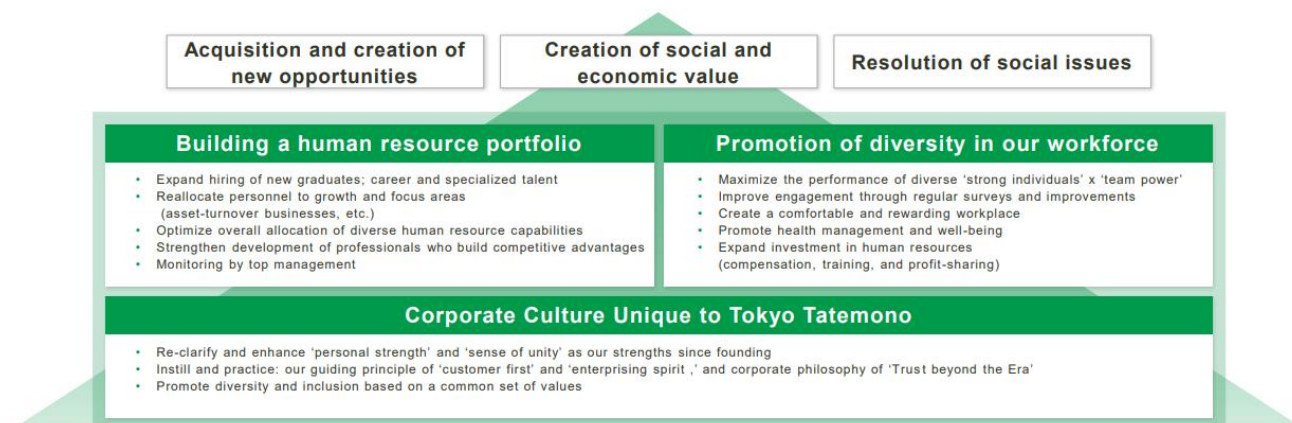 Acquisition and creation of
new opportunities
Creation of social and
economic value
Resolution of social issues
Building a human resource portfolio
• Expand hiring of new graduates; career and specialized talent
• Reallocate personnel to growth and focus areas
(asset-turnover businesses, etc.)
• Optimize overall allocation of diverse human resource capabilities
• Strengthen development of professionals who build competitive advantages
• Monitoring by top management
Promotion of diversity in our workforce
• Maximize the performance of diverse ‘strong individuals’ x ‘team power’
• Improve engagement through regular surveys and improvements
• Create a comfortable and rewarding workplace
• Promote health management and well-being
• Expand investment in human resources
(compensation, training, and profit-sharing)
Corporate Culture Unique to Tokyo Tatemono
• Re-clarify and enhance ‘personal strength’ and ‘sense of unity’ as our strengths since founding
• Instill and practice: our guiding principle of ‘customer first’ and ‘enterprising spirit ,’ and corporate philosophy of ‘Trust beyond the Era’
• Promote diversity and inclusion based on a common set of values